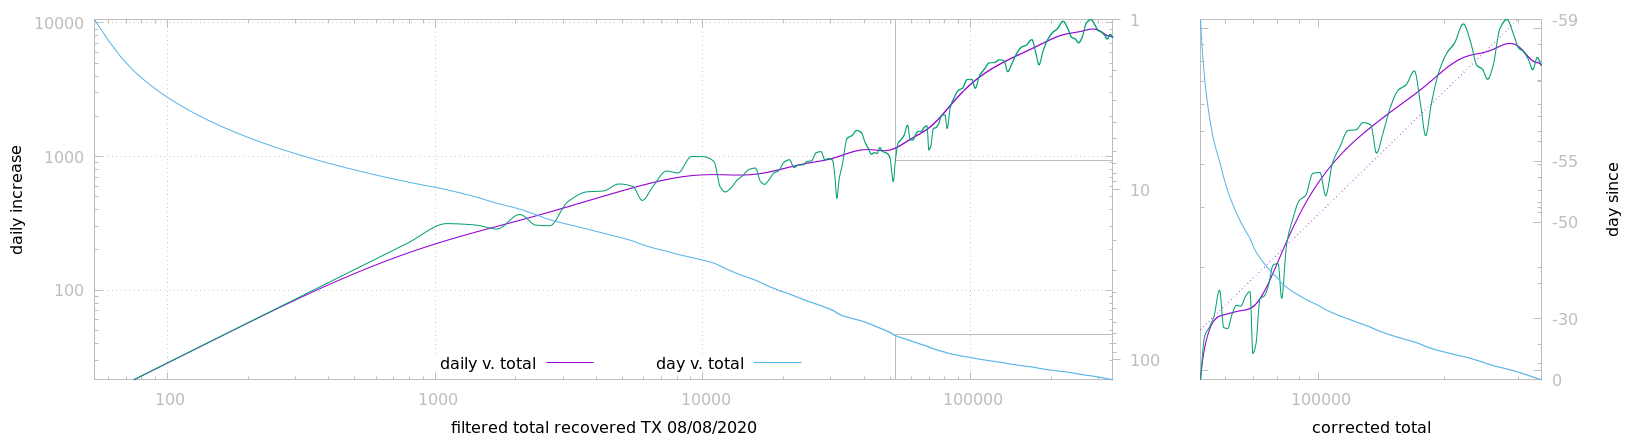 10000
1000
100
daily increase
1
10
100
daily v. total
day v. total
100
1000
10000
100000
filtered total recovered TX 08/08/2020
-59
-55
-50
-30
0
day since
100000
corrected total